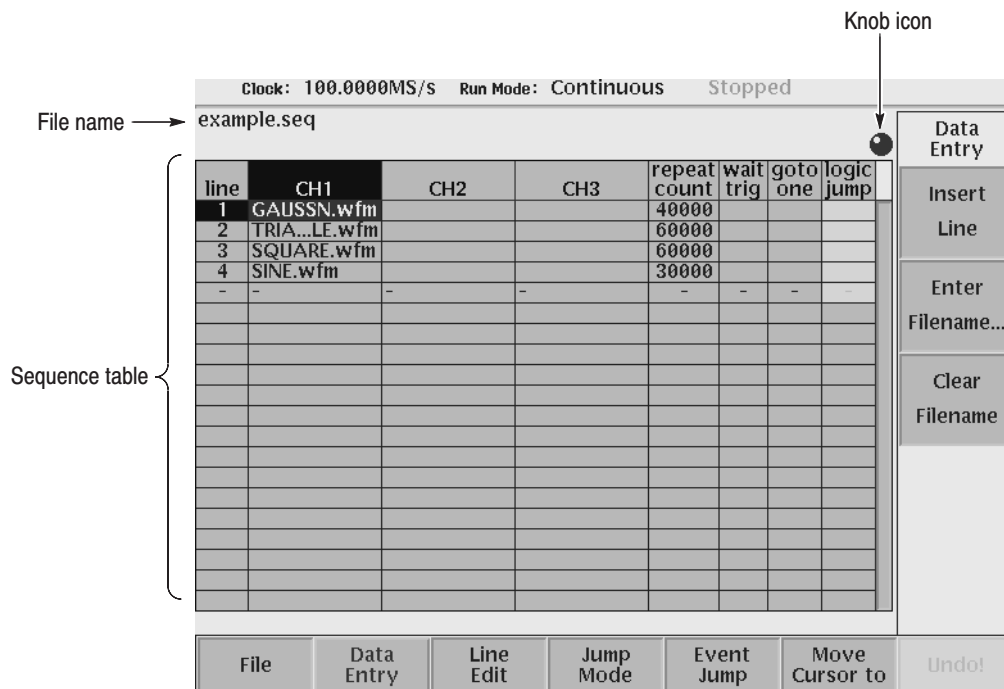 Knob icon
Clock: 100.0000MS/s Run Mode: Continuous Stopped
File name
example.seq
Data
Entry
line CH1 CH2 CH3 repeat count wait trig goto one logic jump
1 GAUSSN.wfm 40000
2 TRIA...LE.wfm 60000
3 SQUARE.wfm 60000
4 SINE.wfm 30000
- - - - - - - -
Insert
Line
Enter
Filename...
Clear
Filename
Sequence table
File
Data
Entry
Line
Edit
Jump
Mode
Event
Jump
Move
Cursor to
Undo!